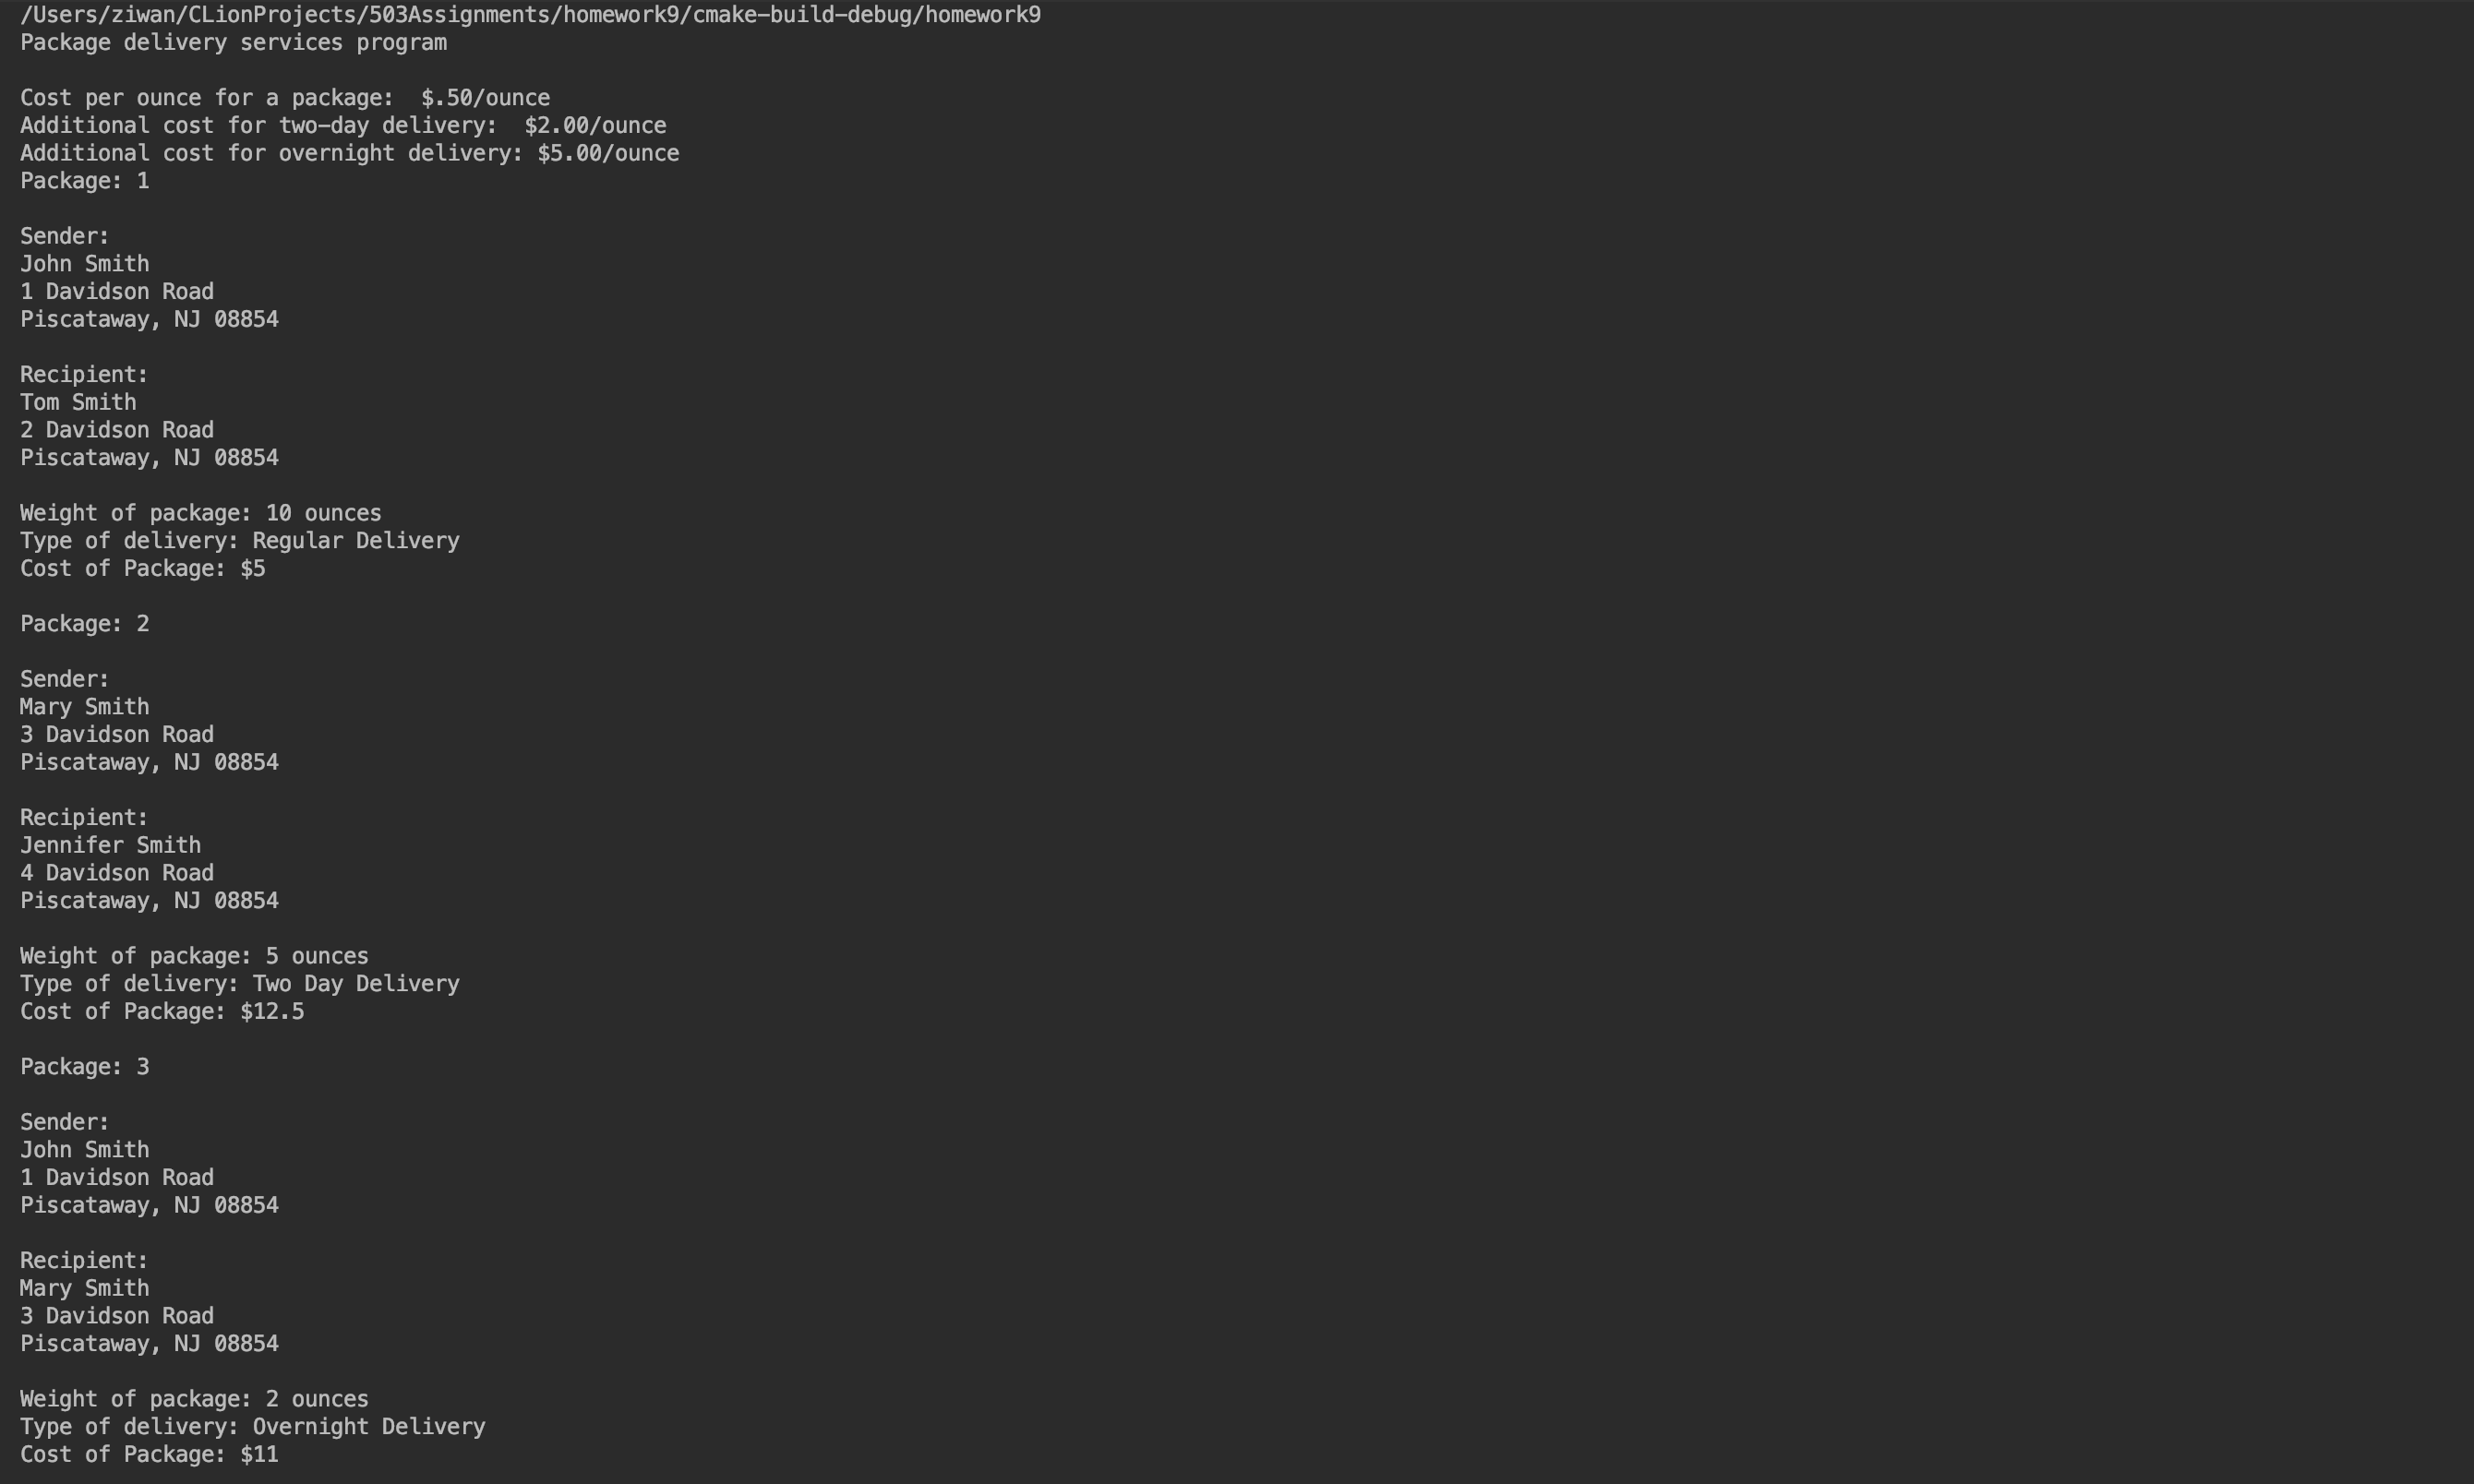 /Users/ziwan/CLionProjects/503Assignments/homework9/cmake-build-debug/homework9
Package delivery services program
Cost per ounce for a package:  $.50/ounce
Additional cost for two-day delivery:  $2.00/ounce
Additional cost for overnight delivery: $5.00/ounce
Package: 1
Sender:
John Smith
1 Davidson Road
Piscataway, NJ 08854
Recipient:
Tom Smith
2 Davidson Road
Piscataway, NJ 08854
Weight of package: 10 ounces
Type of delivery: Regular Delivery
Cost of Package: $5
Package: 2
Sender:
Mary Smith
3 Davidson Road
Piscataway, NJ 08854
Recipient:
Jennifer Smith
4 Davidson Road
Piscataway, NJ 08854
Weight of package: 5 ounces
Type of delivery: Two Day Delivery
Cost of Package: $12.5
Package: 3
Sender:
John Smith
1 Davidson Road
Piscataway, NJ 08854
Recipient:
Mary Smith
3 Davidson Road
Piscataway, NJ 08854
Weight of package: 2 ounces
Type of delivery: Overnight Delivery
Cost of Package: $11